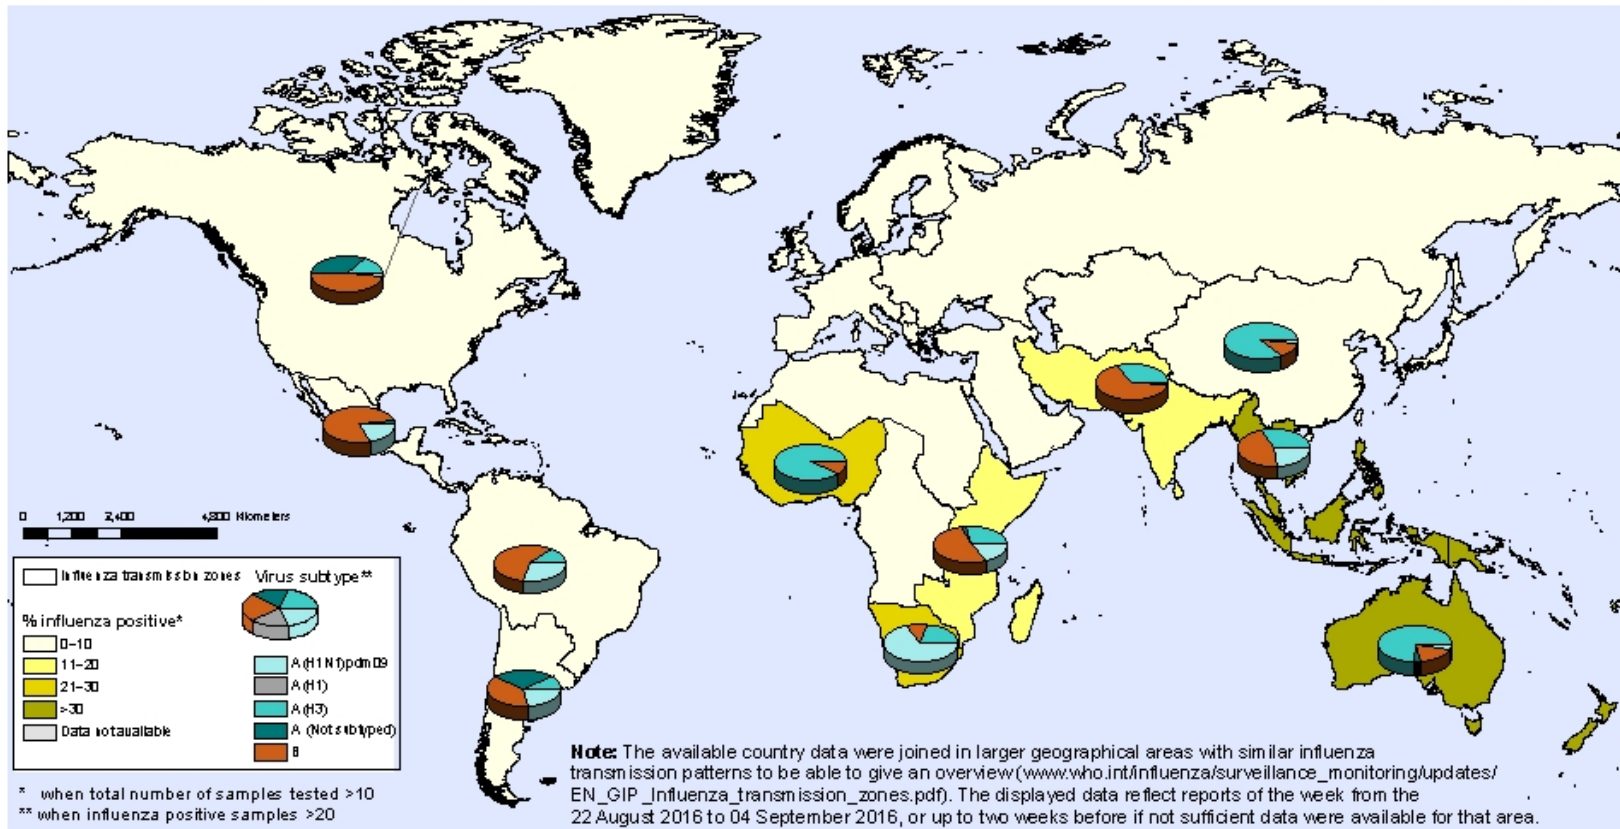 0 1,200 2,400 4,800 Kilometers
Influenza transmission zones
Virus subtype**
% influenza positive*
0-10
11-20
21-30
>30
Data not available
A(H1N1)pdm09
A(H1)
A(H3)
A (Not subtyped)
B
* when total number of samples tested >10
** when influenza positive samples >20
Note: The available country data were joined in larger geographical areas with similar influenza
transmission patterns to be able to give an overview (www.who.int/influenza/surveillance_monitoring/updates/
EN_GIP_Influenza_transmission_zones.pdf). The displayed data reflect reports of the week from the
22 August 2016 to 04 September 2016, or up to two weeks before if not sufficient data were available for that area.